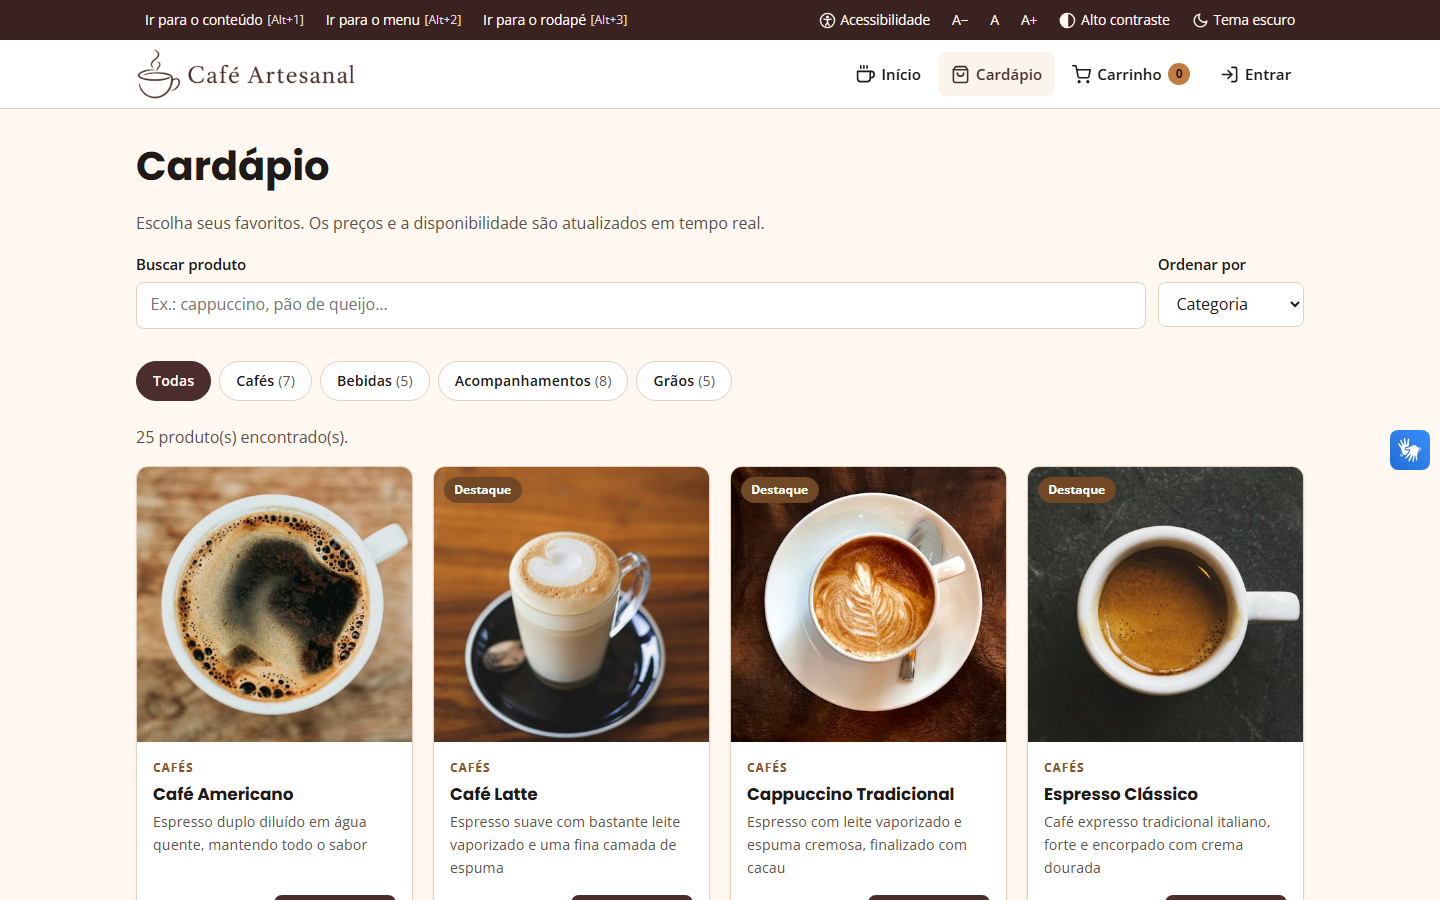 Ir para o conteúdo [Alt+1] Ir para o menu [Alt+2] Ir para o rodapé [Alt+3] Acessibilidade A− A A+ Alto contraste Tema escuro
Café Artesanal Início Cardápio Carrinho 0 Entrar
Cardápio
Escolha seus favoritos. Os preços e a disponibilidade são atualizados em tempo real.
Buscar produto
Ex.: cappuccino, pão de queijo...
Ordenar por
Categoria
Todas Cafés (7) Bebidas (5) Acompanhamentos (8) Grãos (5)
25 produto(s) encontrado(s).
CAFÉS
Café Americano
Espresso duplo diluído em água
quente, mantendo todo o sabor
Destaque
CAFÉS
Café Latte
Espresso suave com bastante leite
vaporizado e uma fina camada de
espuma
Destaque
CAFÉS
Cappuccino Tradicional
Espresso com leite vaporizado e
espuma cremosa, finalizado com
cacau
Destaque
CAFÉS
Espresso Clássico
Café expresso tradicional italiano,
forte e encorpado com crema
dourada